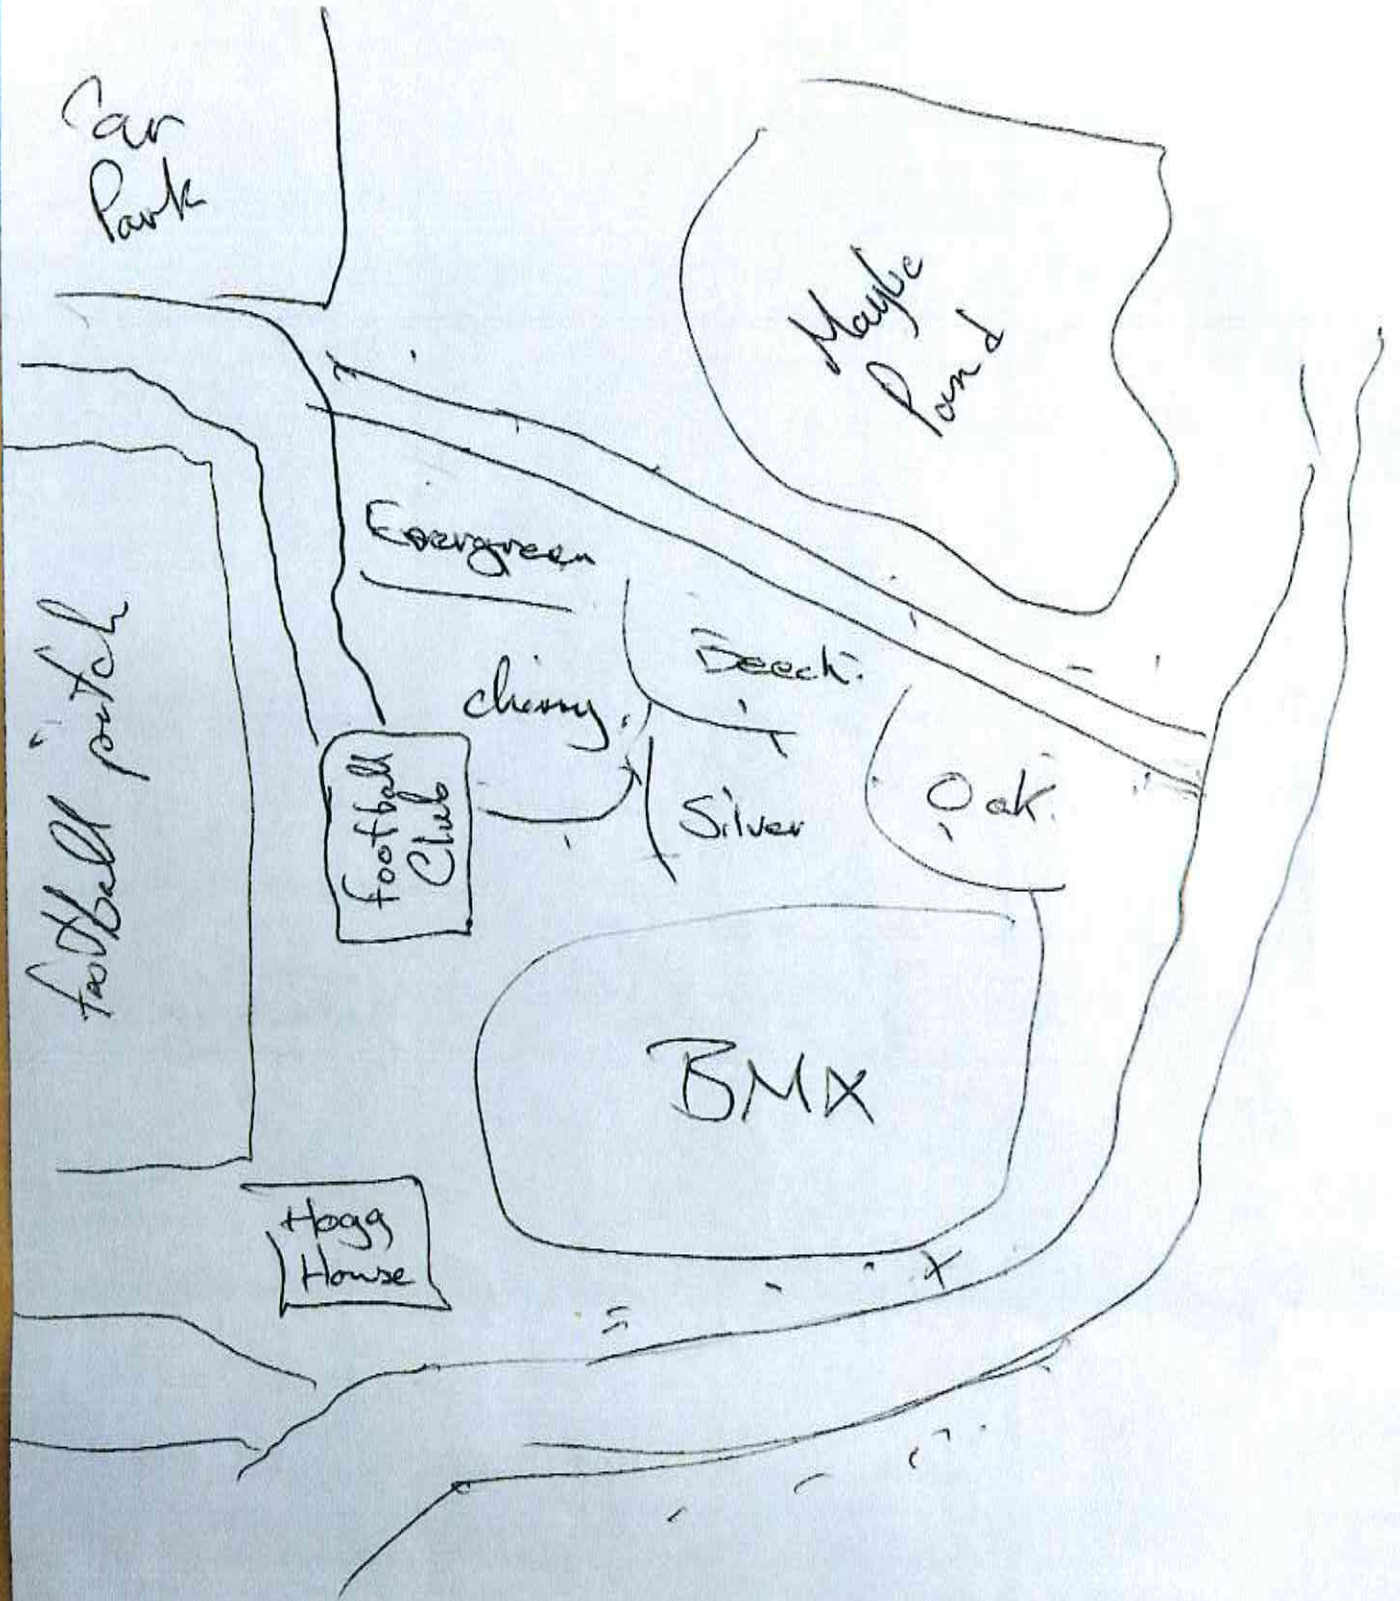 Car
Park
Maybe
Pond
Evergreen
Beech
cherry
Oak
Silver
football pitch
football
Club
BMX
Hogg
House